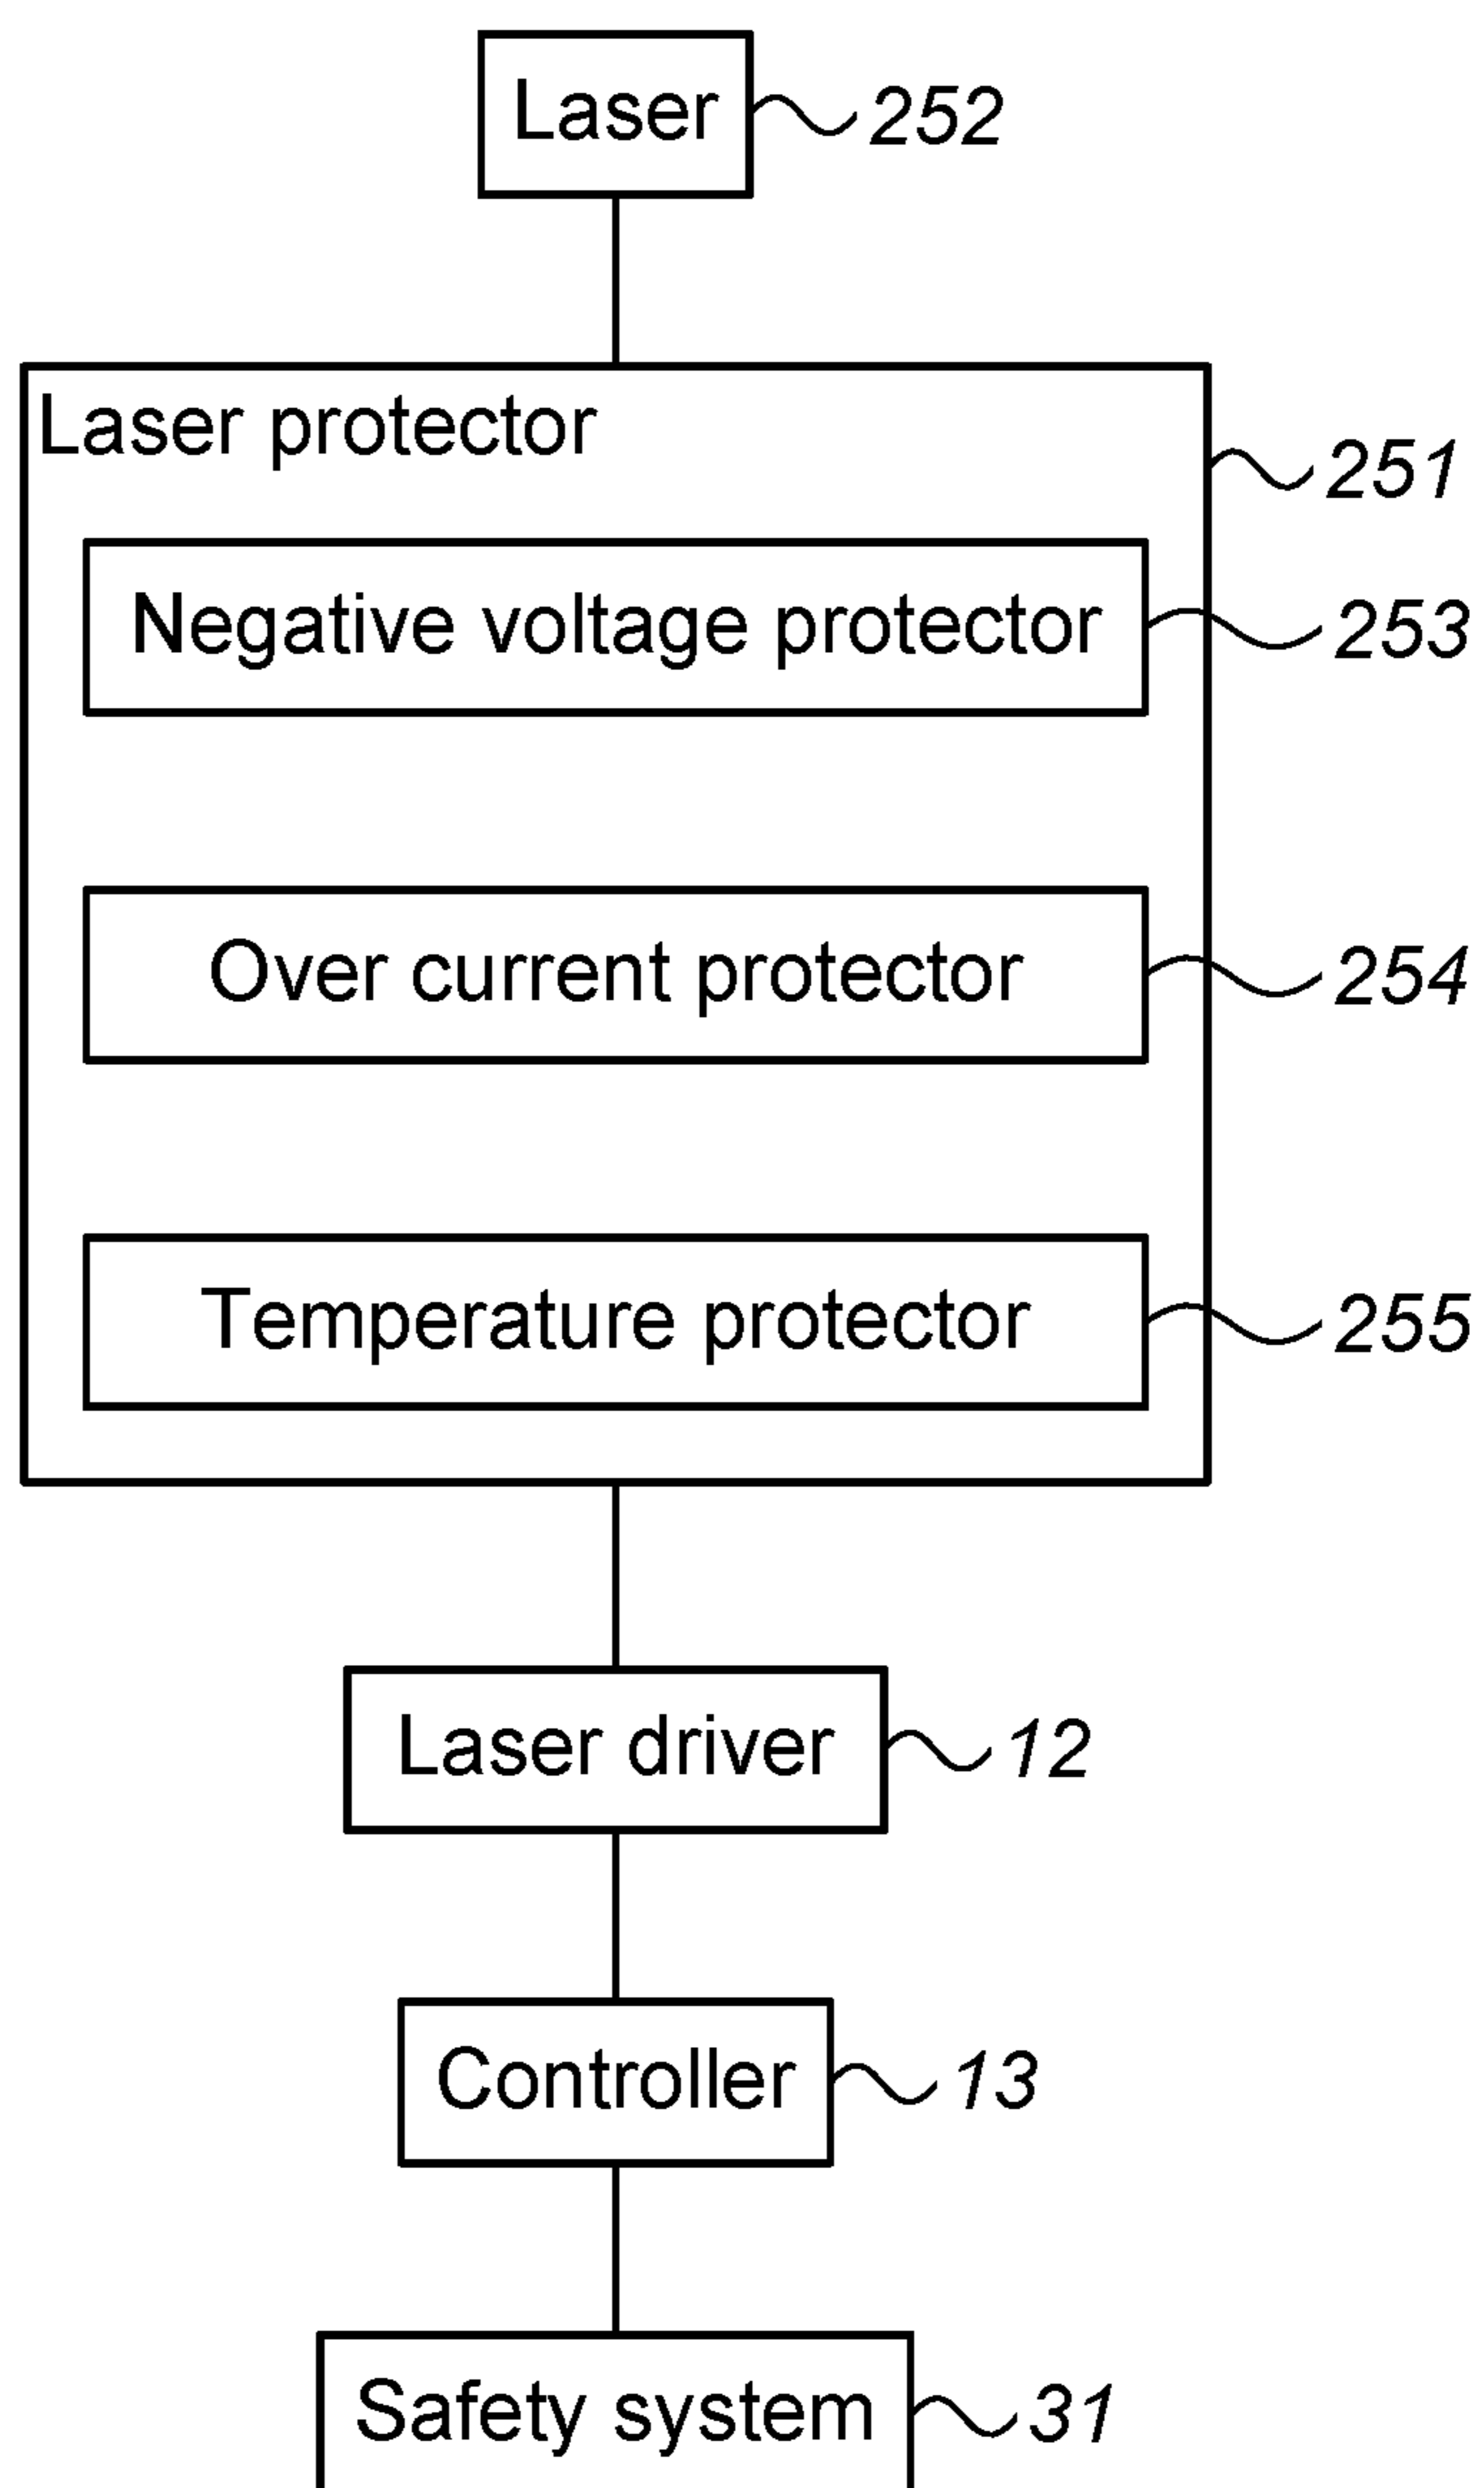 Laser 252
Laser protector
251
Negative voltage protector 253
Over current protector 254
Temperature protector 255
Laser driver 12
Controller 13
Safety system 31